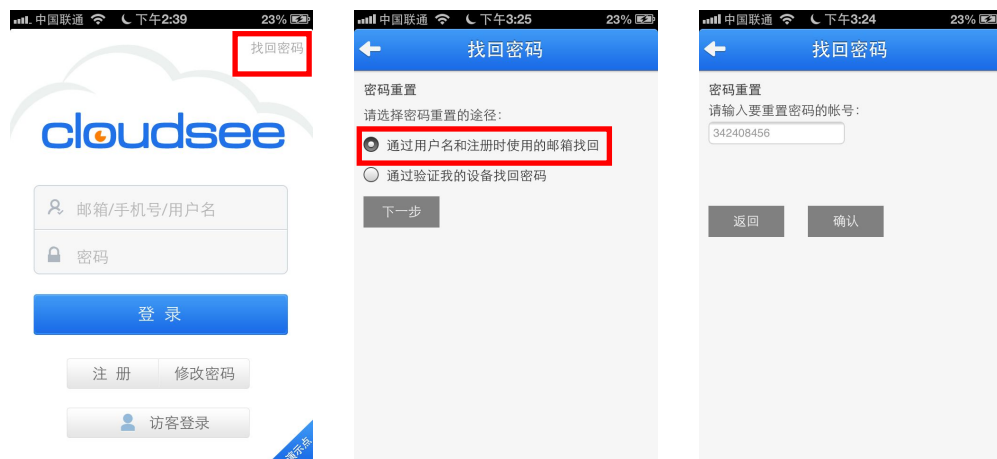 中国联通 下午2:39 23%
找回密码
cloudsee
邮箱/手机号/用户名
密码
登 录
注 册 修改密码
访客登录
演示点
中国联通 下午3:25 23%
找回密码
密码重置
请选择密码重置的途径:
通过用户名和注册时使用的邮箱找回
通过验证我的设备找回密码
下一步
中国联通 下午3:24 23%
找回密码
密码重置
请输入要重置密码的帐号:
342408456
返回 确认